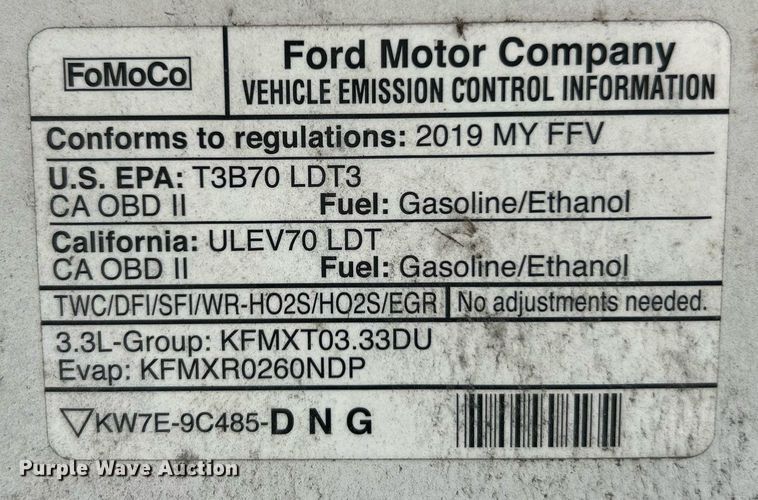 FoMoCo
Ford Motor Company
VEHICLE EMISSION CONTROL INFORMATION
Conforms to regulations: 2019 MY FFV
U.S. EPA: T3B70 LDT3
CA OBD II Fuel: Gasoline/Ethanol
California: ULEV70 LDT
CA OBD II Fuel: Gasoline/Ethanol
TWC/DFI/SFI/WR-HO2S/HO2S/EGR No adjustments needed.
3.3L-Group: KFMXT03.33DU
Evap: KFMXR0260NDP
KW7E-9C485-D N G
Purple Wave Auction